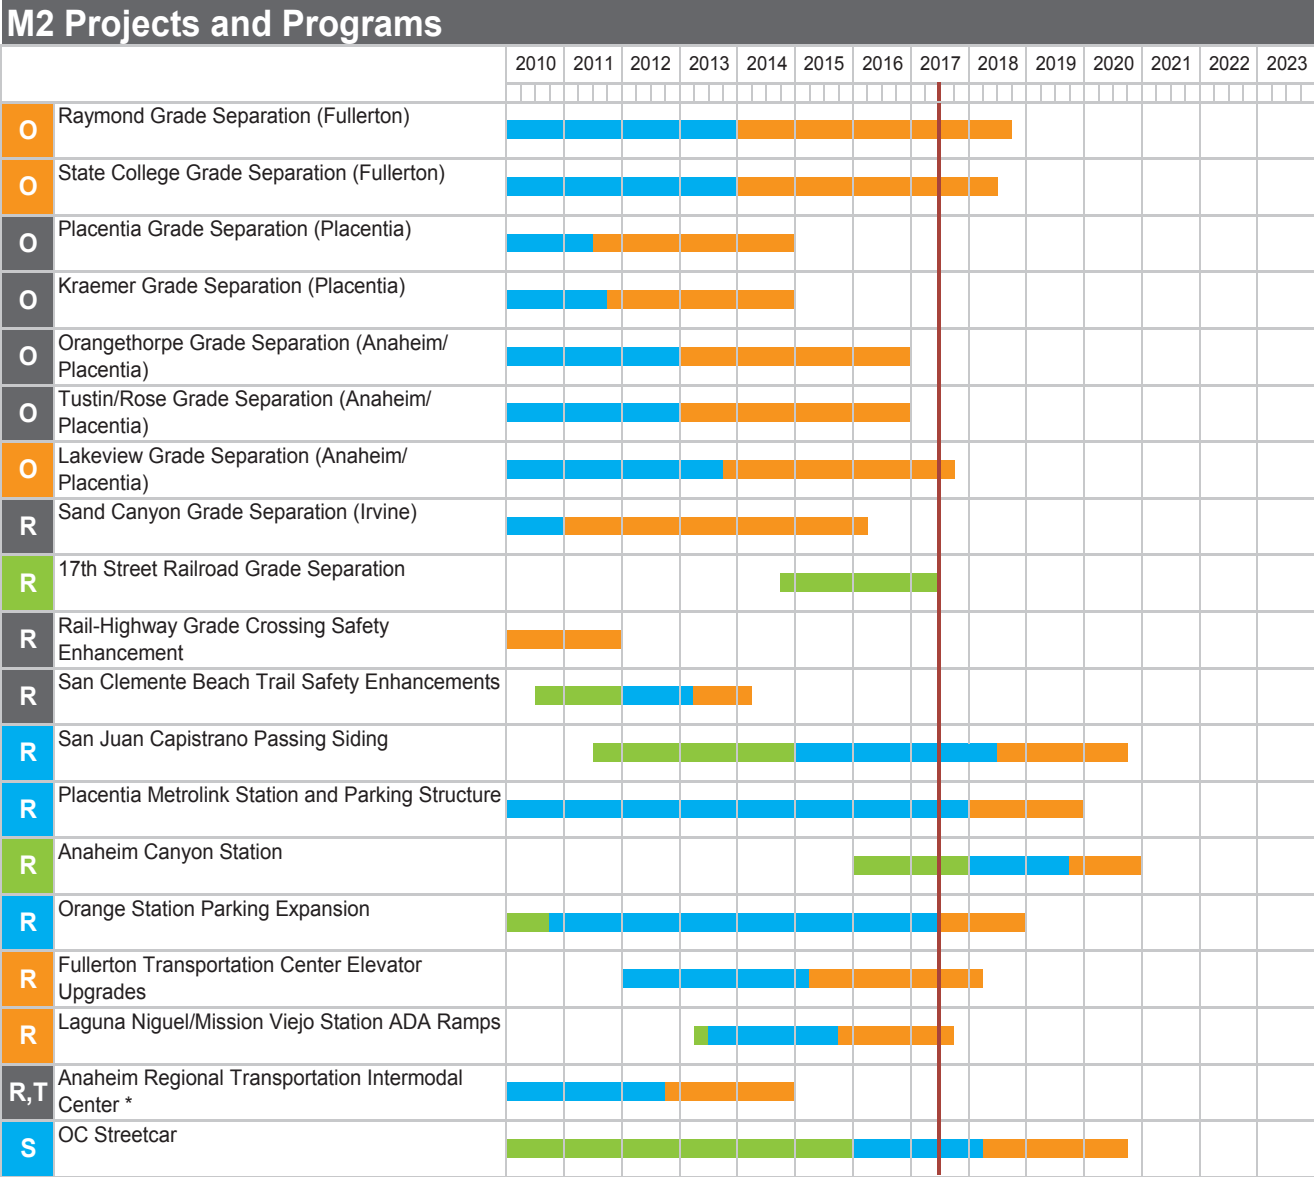 M2 Projects and Programs
2010 2011 2012 2013 2014 2015 2016 2017 2018 2019 2020 2021 2022 2023
O Raymond Grade Separation (Fullerton)
O State College Grade Separation (Fullerton)
O Placentia Grade Separation (Placentia)
O Kraemer Grade Separation (Placentia)
O Orangethorpe Grade Separation (Anaheim/
Placentia)
O Tustin/Rose Grade Separation (Anaheim/
Placentia)
O Lakeview Grade Separation (Anaheim/
Placentia)
R Sand Canyon Grade Separation (Irvine)
R 17th Street Railroad Grade Separation
R Rail-Highway Grade Crossing Safety
Enhancement
R San Clemente Beach Trail Safety Enhancements
R San Juan Capistrano Passing Siding
R Placentia Metrolink Station and Parking Structure
R Anaheim Canyon Station
R Orange Station Parking Expansion
R Fullerton Transportation Center Elevator
Upgrades
R Laguna Niguel/Mission Viejo Station ADA Ramps
R,T Anaheim Regional Transportation Intermodal
Center *
S OC Streetcar